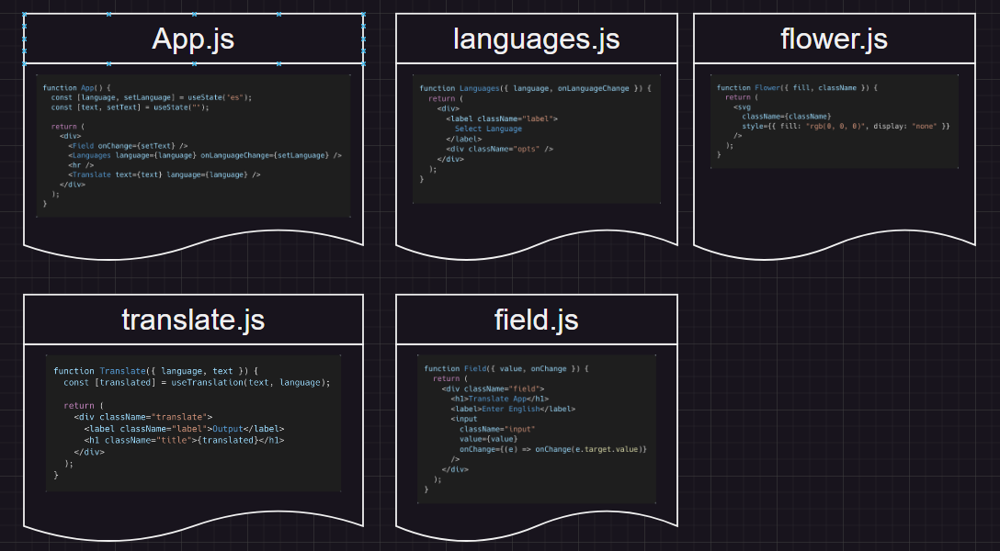 App.js
function App() {
const [language, setLanguage] = useState("es");
const [text, setText] = useState("");
return (
<div>
<Field onChange={setText} />
<Languages language={language} onLanguageChange={setLanguage} />
<hr />
<Translate text={text} language={language} />
</div>
);
}
languages.js
function Languages({ language, onLanguageChange }) {
return (
<div>
<label className="label">
Select Language
</label>
<div className="opts" />
</div>
);
}
flower.js
function Flower({ fill, className }) {
return (
<svg
className={className}
style={{ fill: "rgb(0, 0, 0)", display: "none" }}
/>
);
}
translate.js
function Translate({ language, text }) {
const [translated] = useTranslation(text, language);
return (
<div className="translate">
<label className="label">Output</label>
<h1 className="title">{translated}</h1>
</div>
);
}
field.js
function Field({ value, onChange }) {
return (
<div className="field">
<h1>Translate App</h1>
<label>Enter English</label>
<input
className="input"
value={value}
onChange={(e) => onChange(e.target.value)}
/>
</div>
);
}